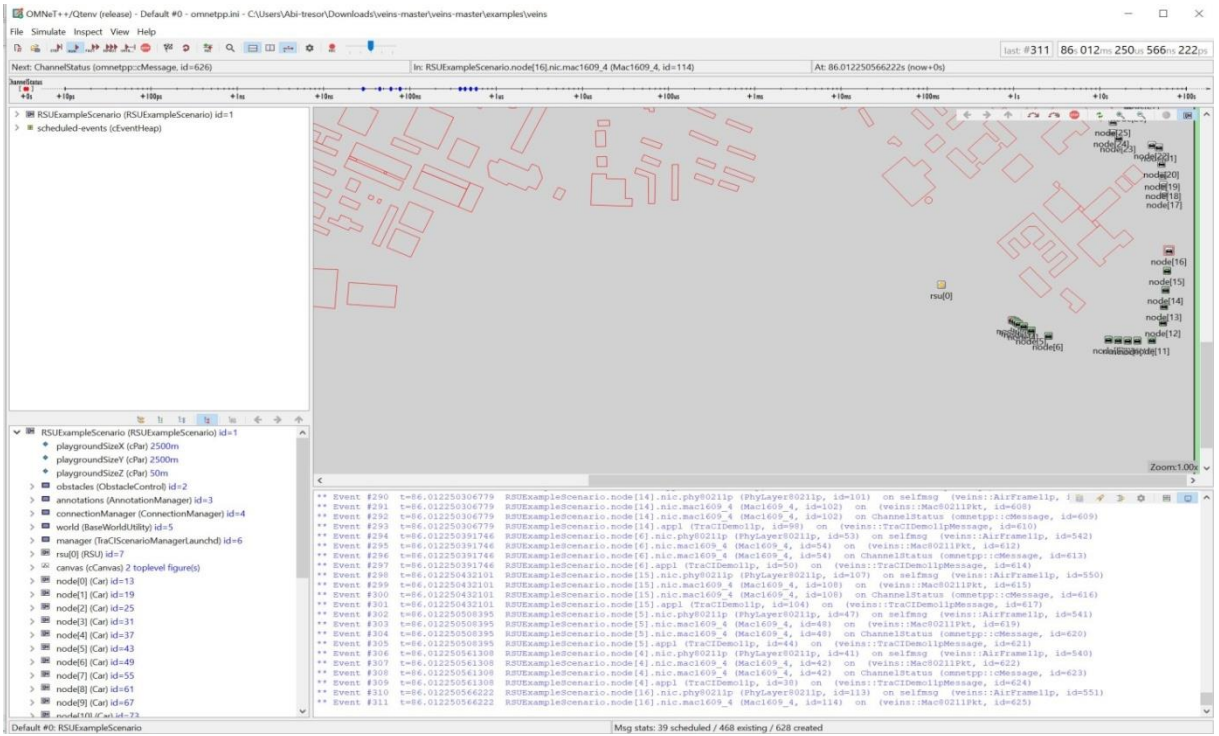 OMNeT++/Qtenv (release) - Default #0 - omnetpp.ini - C:\Users\Abi-tresor\Downloads\veins-master\veins-master\examples\veins
File Simulate Inspect View Help
last: #311 86s 012ms 250us 566ns 222ps
Next: ChannelStatus (omnetpp::cMessage, id=626) In: RSUExampleScenario.node[16].nic.mac1609_4 (Mac1609_4, id=114) At: 86.012250566222s (now+0s)
ChannelStatus
+0s +10ps +100ps +1ns +10ns +100ns +1us +10us +100us +1ms +10ms +100ms +1s +10s +100s
RSUExampleScenario (RSUExampleScenario) id=1
scheduled-events (cEventHeap)
node[25]
node[24]
node[23]
node[20]
node[19]
node[18]
node[17]
node[16]
node[15]
rsu[0]
node[14]
node[13]
node[12]
node[6]
Zoom:1.00x
RSUExampleScenario (RSUExampleScenario) id=1
playgroundSizeX (cPar) 2500m
playgroundSizeY (cPar) 2500m
playgroundSizeZ (cPar) 50m
obstacles (ObstacleControl) id=2
annotations (AnnotationManager) id=3
connectionManager (ConnectionManager) id=4
world (BaseWorldUtility) id=5
manager (TraCIScenarioManagerLaunchd) id=6
rsu[0] (RSU) id=7
canvas (cCanvas) 2 toplevel figure(s)
node[0] (Car) id=13
node[1] (Car) id=19
node[2] (Car) id=25
node[3] (Car) id=31
node[4] (Car) id=37
node[5] (Car) id=43
node[6] (Car) id=49
node[7] (Car) id=55
node[8] (Car) id=61
node[9] (Car) id=67
node[10] (Car) id=73
** Event #290 t=86.012250306779 RSUExampleScenario.node[14].nic.phy80211p (PhyLayer80211p, id=101) on selfmsg (veins::AirFrame11p,
** Event #291 t=86.012250306779 RSUExampleScenario.node[14].nic.mac1609_4 (Mac1609_4, id=102) on (veins::Mac80211Pkt, id=608)
** Event #292 t=86.012250306779 RSUExampleScenario.node[14].nic.mac1609_4 (Mac1609_4, id=102) on ChannelStatus (omnetpp::cMessage, id=609)
** Event #293 t=86.012250306779 RSUExampleScenario.node[14].appl (TraCIDemo11p, id=98) on (veins::TraCIDemo11pMessage, id=610)
** Event #294 t=86.012250391746 RSUExampleScenario.node[6].nic.phy80211p (PhyLayer80211p, id=53) on selfmsg (veins::AirFrame11p, id=542)
** Event #295 t=86.012250391746 RSUExampleScenario.node[6].nic.mac1609_4 (Mac1609_4, id=54) on (veins::Mac80211Pkt, id=612)
** Event #296 t=86.012250391746 RSUExampleScenario.node[6].nic.mac1609_4 (Mac1609_4, id=54) on ChannelStatus (omnetpp::cMessage, id=613)
** Event #297 t=86.012250391746 RSUExampleScenario.node[6].appl (TraCIDemo11p, id=50) on (veins::TraCIDemo11pMessage, id=614)
** Event #298 t=86.012250432101 RSUExampleScenario.node[15].nic.phy80211p (PhyLayer80211p, id=107) on selfmsg (veins::AirFrame11p, id=550)
** Event #299 t=86.012250432101 RSUExampleScenario.node[15].nic.mac1609_4 (Mac1609_4, id=108) on (veins::Mac80211Pkt, id=615)
** Event #300 t=86.012250432101 RSUExampleScenario.node[15].nic.mac1609_4 (Mac1609_4, id=108) on ChannelStatus (omnetpp::cMessage, id=616)
** Event #301 t=86.012250432101 RSUExampleScenario.node[15].appl (TraCIDemo11p, id=104) on (veins::TraCIDemo11pMessage, id=617)
** Event #302 t=86.012250508395 RSUExampleScenario.node[5].nic.phy80211p (PhyLayer80211p, id=47) on selfmsg (veins::AirFrame11p, id=541)
** Event #303 t=86.012250508395 RSUExampleScenario.node[5].nic.mac1609_4 (Mac1609_4, id=48) on (veins::Mac80211Pkt, id=619)
** Event #304 t=86.012250508395 RSUExampleScenario.node[5].nic.mac1609_4 (Mac1609_4, id=48) on ChannelStatus (omnetpp::cMessage, id=620)
** Event #305 t=86.012250508395 RSUExampleScenario.node[5].appl (TraCIDemo11p, id=44) on (veins::TraCIDemo11pMessage, id=621)
** Event #306 t=86.012250561308 RSUExampleScenario.node[4].nic.phy80211p (PhyLayer80211p, id=41) on selfmsg (veins::AirFrame11p, id=540)
** Event #307 t=86.012250561308 RSUExampleScenario.node[4].nic.mac1609_4 (Mac1609_4, id=42) on (veins::Mac80211Pkt, id=622)
** Event #308 t=86.012250561308 RSUExampleScenario.node[4].nic.mac1609_4 (Mac1609_4, id=42) on ChannelStatus (omnetpp::cMessage, id=623)
** Event #309 t=86.012250561308 RSUExampleScenario.node[4].appl (TraCIDemo11p, id=38) on (veins::TraCIDemo11pMessage, id=624)
** Event #310 t=86.012250566222 RSUExampleScenario.node[16].nic.phy80211p (PhyLayer80211p, id=113) on selfmsg (veins::AirFrame11p, id=551)
** Event #311 t=86.012250566222 RSUExampleScenario.node[16].nic.mac1609_4 (Mac1609_4, id=114) on (veins::Mac80211Pkt, id=625)
Default #0: RSUExampleScenario Msg stats: 39 scheduled / 468 existing / 628 created